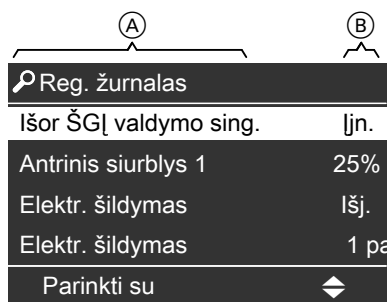 A B
Reg. žurnalas
Išor ŠGĮ valdymo sing. Įjn.
Antrinis siurblys 1 25%
Elektr. šildymas Išj.
Elektr. šildymas 1 pa
Parinkti su